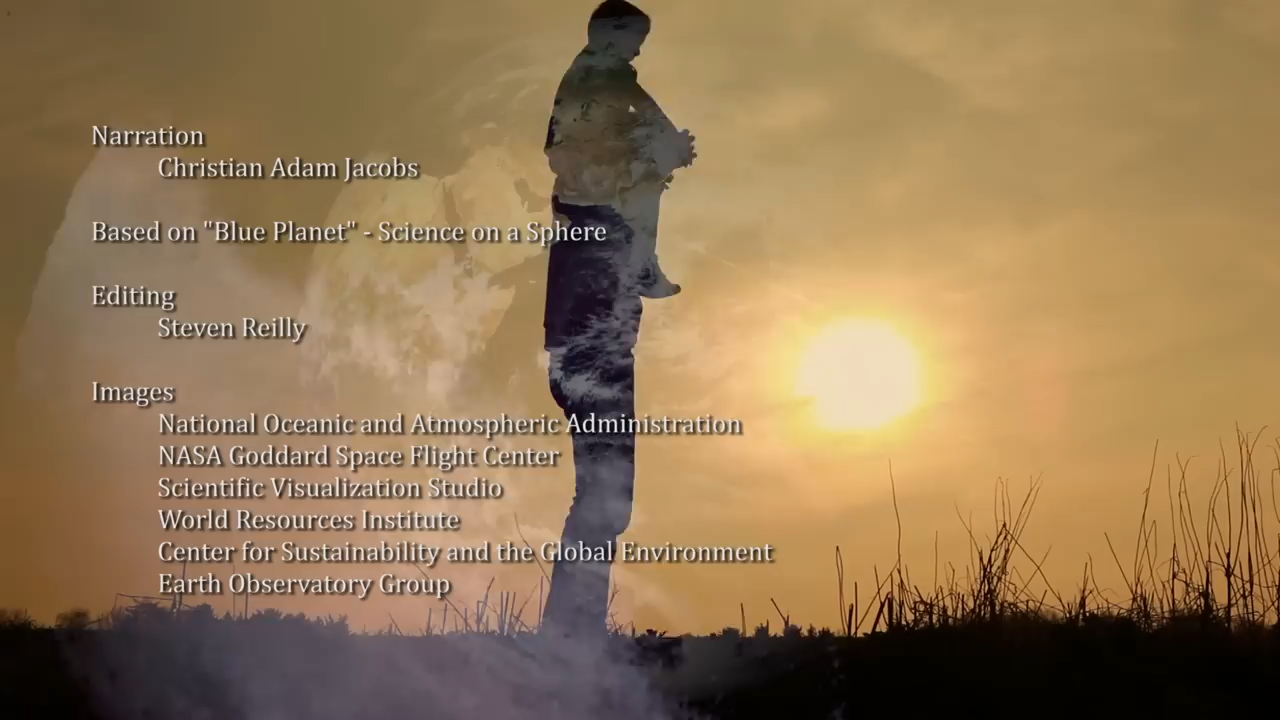 Narration
Christian Adam Jacobs
Based on "Blue Planet" - Science on a Sphere
Editing
Steven Reilly
Images
National Oceanic and Atmospheric Administration
NASA Goddard Space Flight Center
Scientific Visualization Studio
World Resources Institute
Center for Sustainability and the Global Environment
Earth Observatory Group